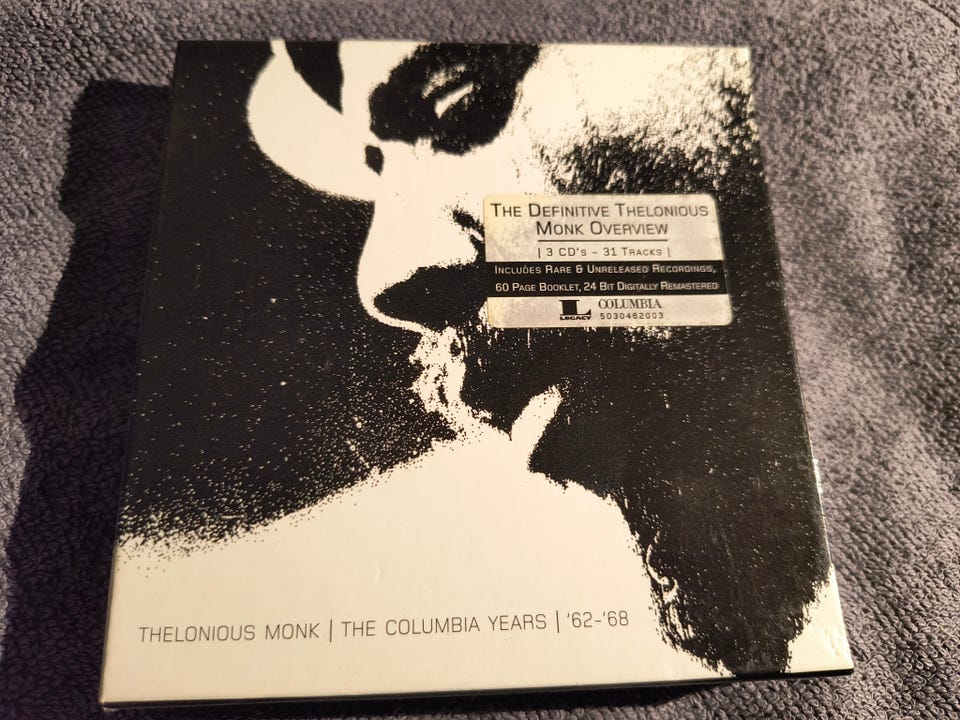 THE DEFINITIVE THELONIOUS
MONK OVERVIEW
| 3 CD'S - 31 TRACKS |
INCLUDES RARE & UNRELEASED RECORDINGS,
60 PAGE BOOKLET, 24 BIT DIGITALLY REMASTERED
L COLUMBIA
LEGACY 5030462003
THELONIOUS MONK | THE COLUMBIA YEARS | '62-'68